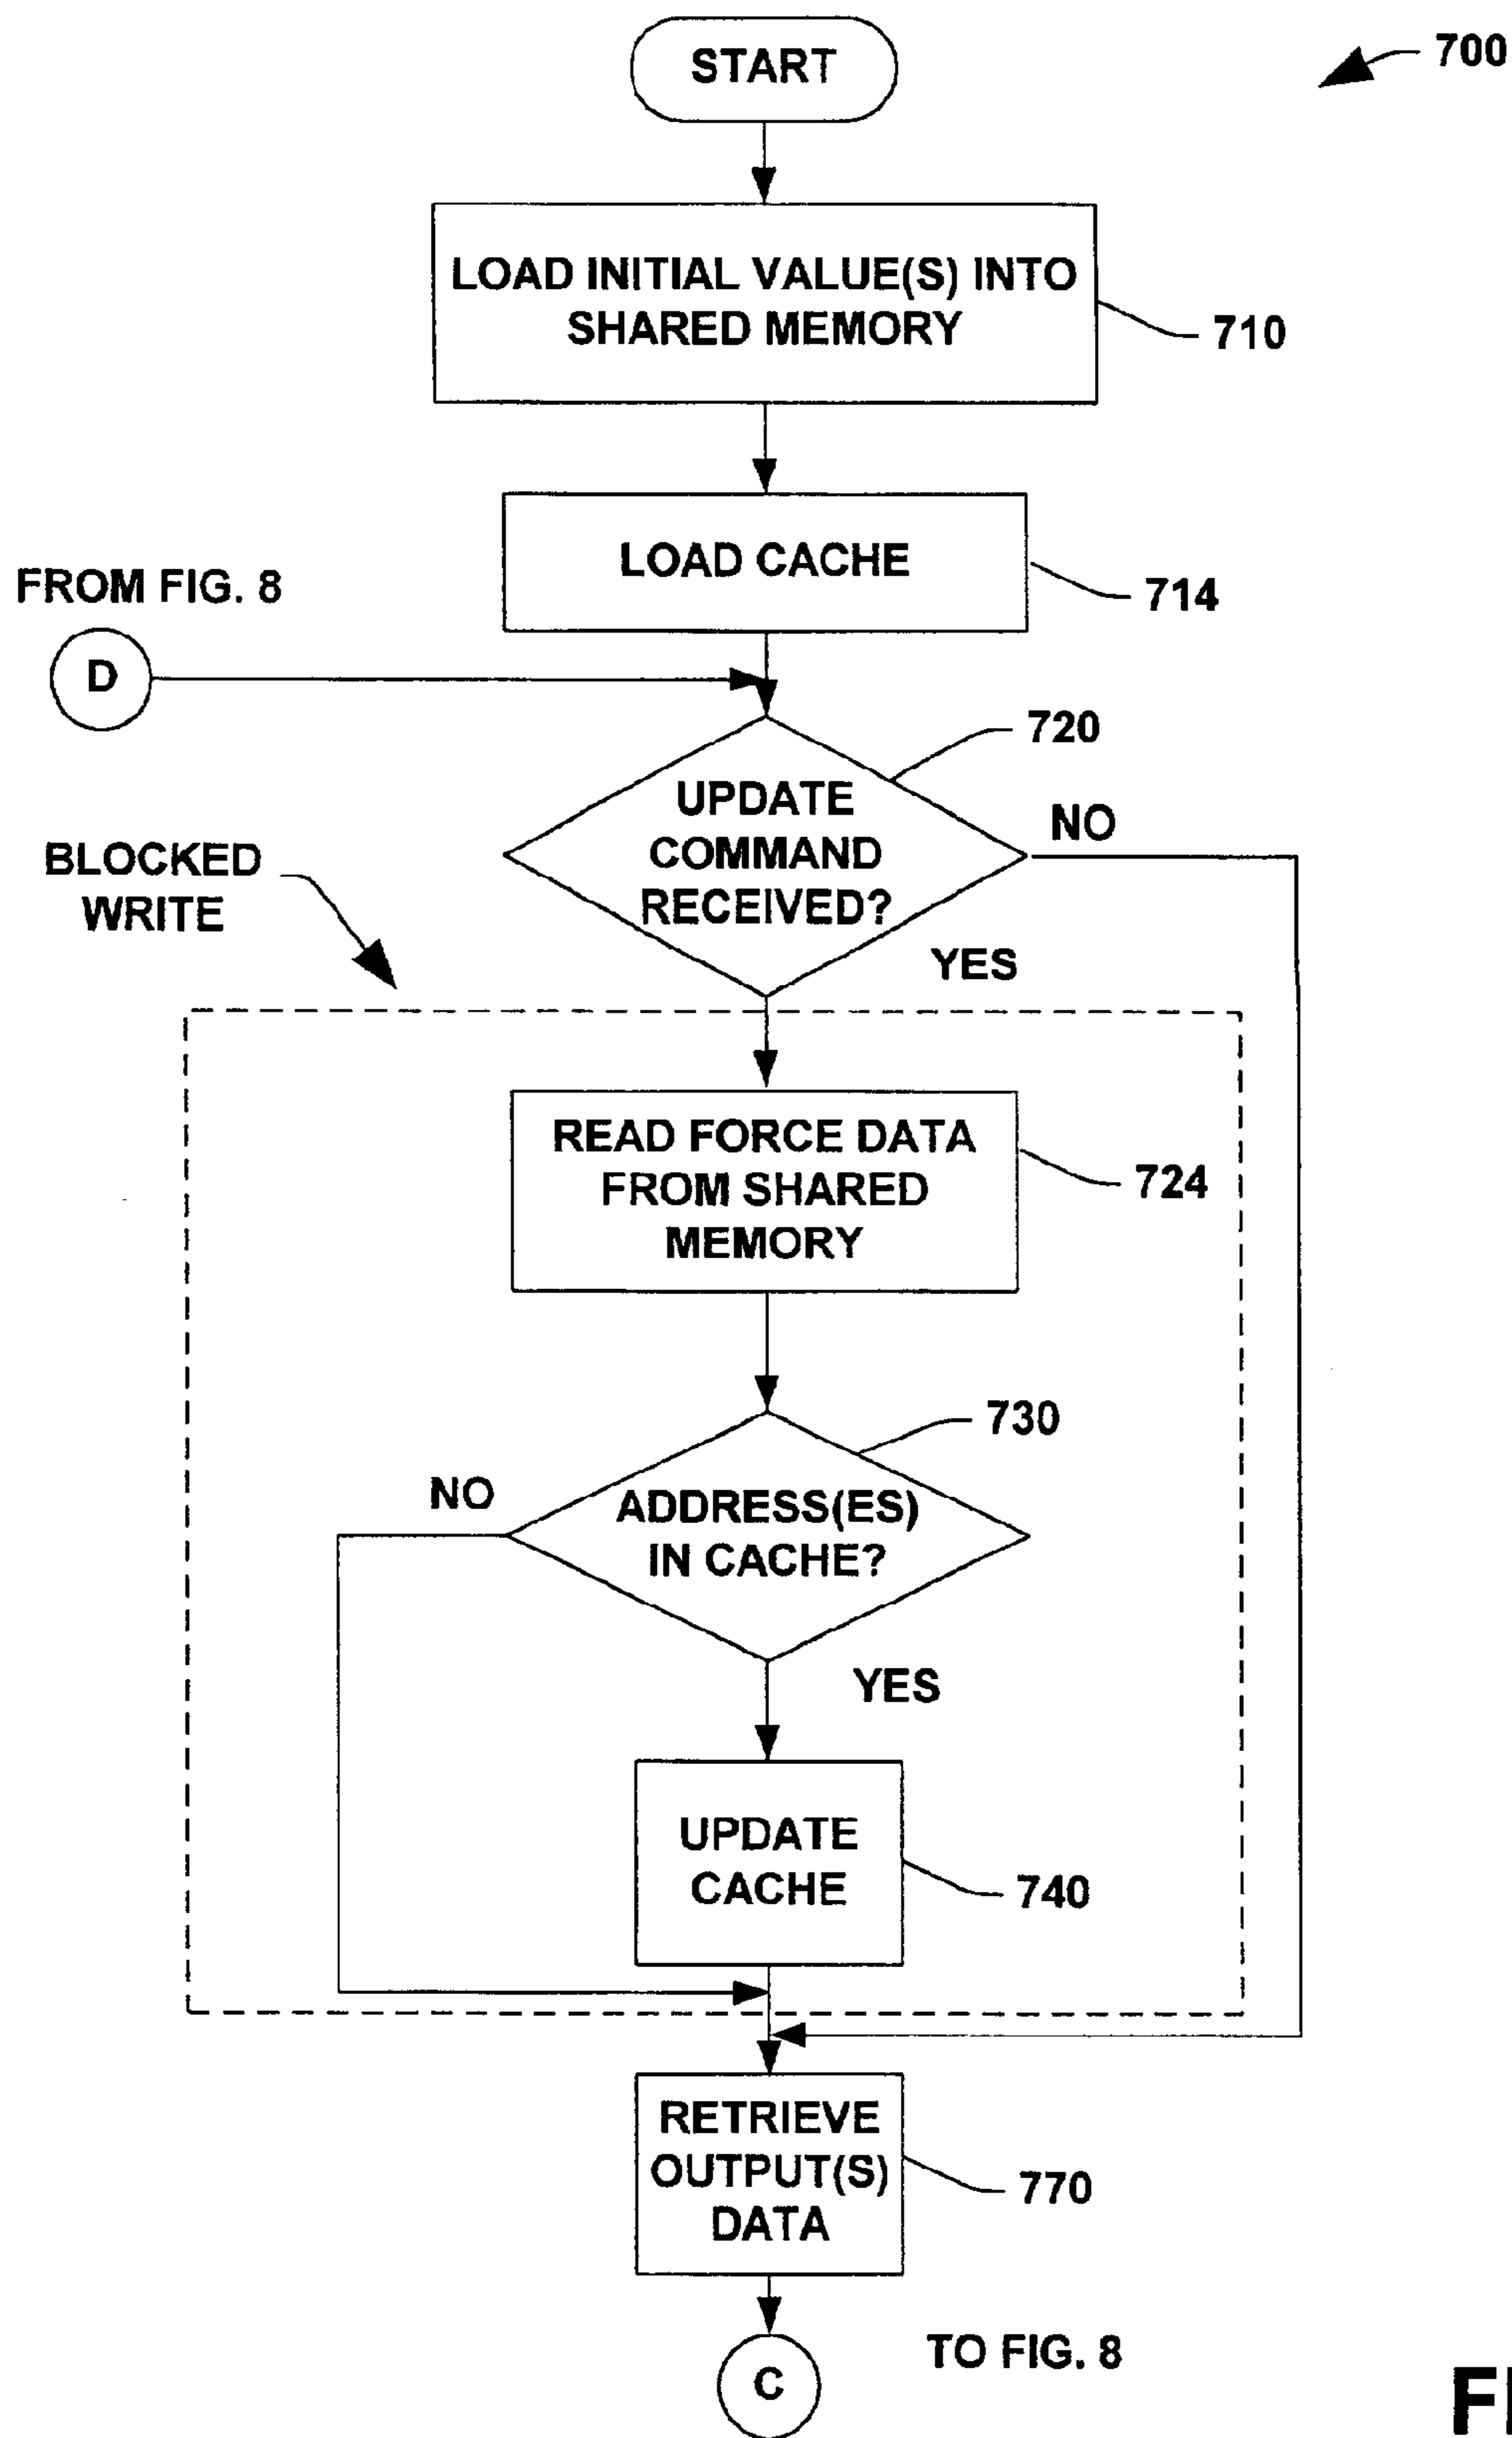 START
700
LOAD INITIAL VALUE(S) INTO
SHARED MEMORY
710
LOAD CACHE
714
FROM FIG. 8
D
720
UPDATE
COMMAND
RECEIVED?
NO
BLOCKED
WRITE
YES
READ FORCE DATA
FROM SHARED
MEMORY
724
730
NO
ADDRESS(ES)
IN CACHE?
YES
UPDATE
CACHE
740
RETRIEVE
OUTPUT(S)
DATA
770
TO FIG. 8
C